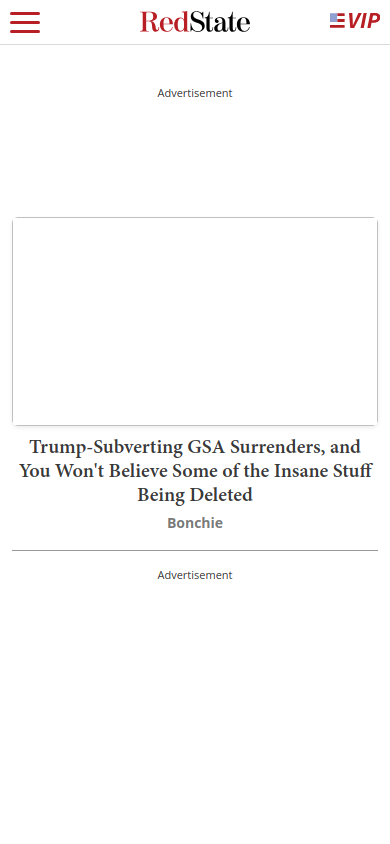 RedState
VIP
Advertisement
Trump-Subverting GSA Surrenders, and
You Won't Believe Some of the Insane Stuff
Being Deleted
Bonchie
Advertisement